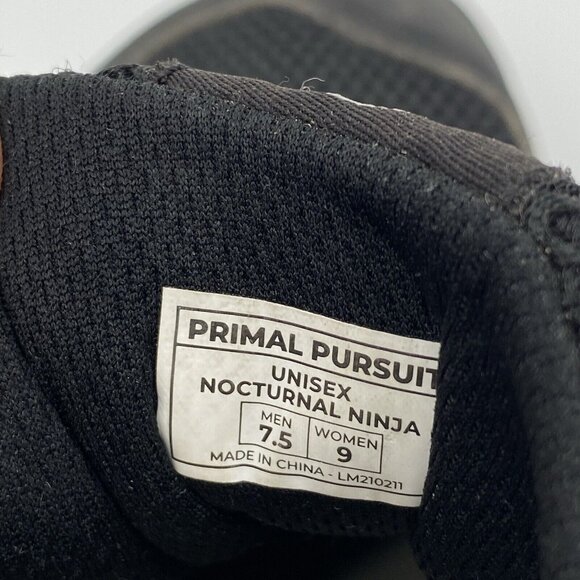 PRIMAL PURSUIT
UNISEX
NOCTURNAL NINJA
MEN WOMEN
7.5 9
MADE IN CHINA - LM210211